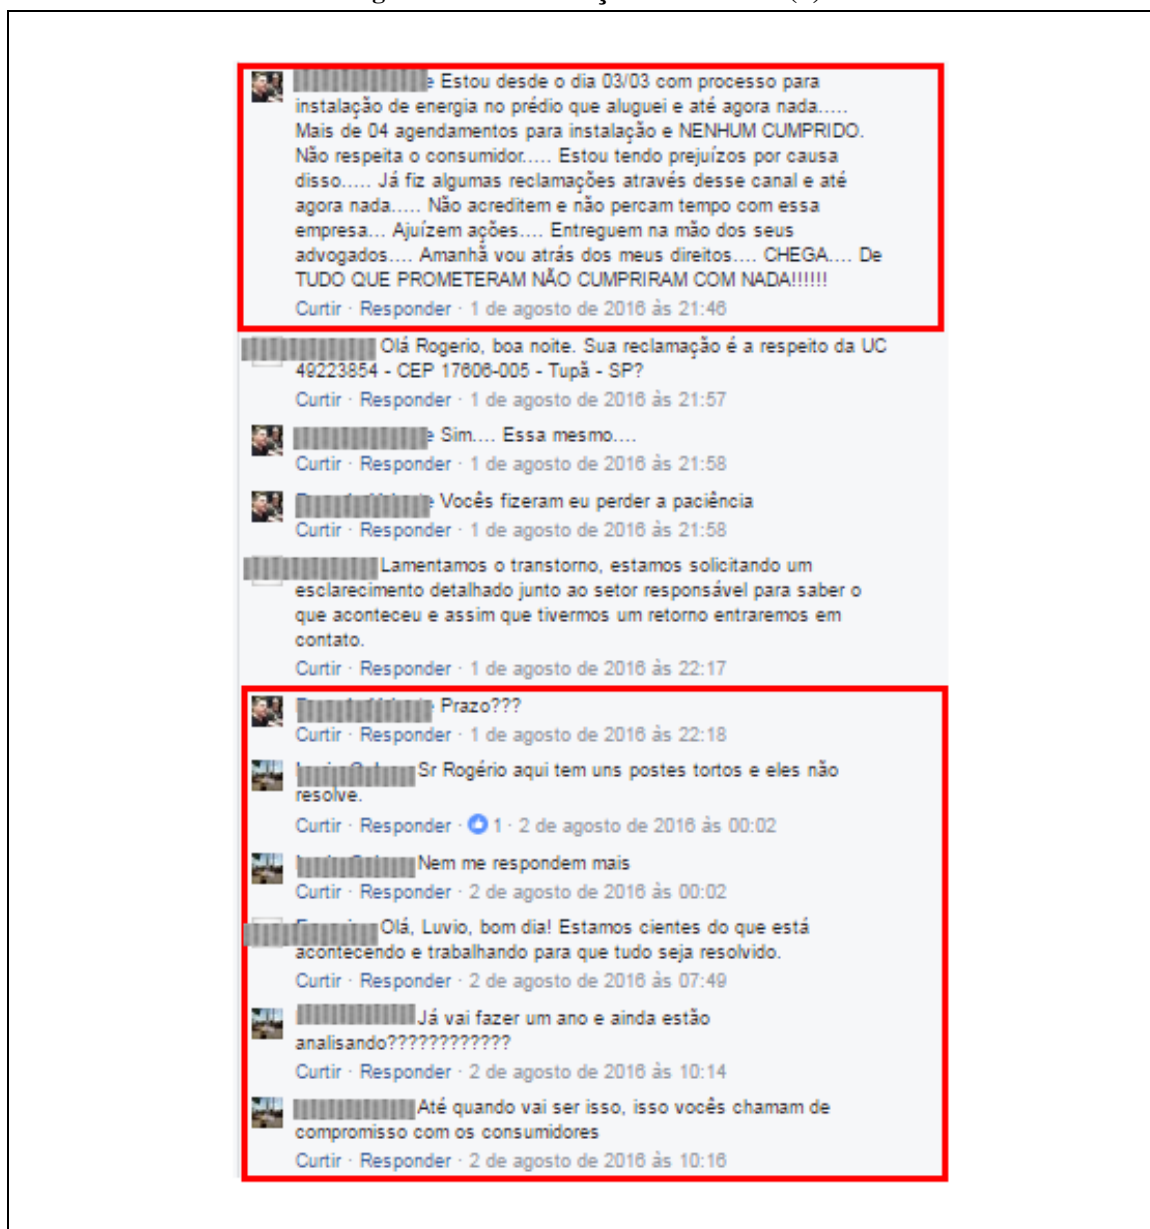 Estou desde o dia 03/03 com processo para
instalação de energia no prédio que aluguei e até agora nada.....
Mais de 04 agendamentos para instalação e NENHUM CUMPRIDO.
Não respeita o consumidor..... Estou tendo prejuízos por causa
disso..... Já fiz algumas reclamações através desse canal e até
agora nada..... Não acreditem e não percam tempo com essa
empresa... Ajuízem ações.... Entreguem na mão dos seus
advogados.... Amanhã vou atrás dos meus direitos.... CHEGA.... De
TUDO QUE PROMETERAM NÃO CUMPRIRAM COM NADA!!!!!!
Curtir · Responder · 1 de agosto de 2016 às 21:46
Olá Rogerio, boa noite. Sua reclamação é a respeito da UC
49223854 - CEP 17606-005 - Tupã - SP?
Curtir · Responder · 1 de agosto de 2016 às 21:57
Sim.... Essa mesmo....
Curtir · Responder · 1 de agosto de 2016 às 21:58
Vocês fizeram eu perder a paciência
Curtir · Responder · 1 de agosto de 2016 às 21:58
Lamentamos o transtorno, estamos solicitando um
esclarecimento detalhado junto ao setor responsável para saber o
que aconteceu e assim que tivermos um retorno entraremos em
contato.
Curtir · Responder · 1 de agosto de 2016 às 22:17
Prazo???
Curtir · Responder · 1 de agosto de 2016 às 22:18
Sr Rogério aqui tem uns postes tortos e eles não
resolve.
Curtir · Responder · 1 · 2 de agosto de 2016 às 00:02
Nem me respondem mais
Curtir · Responder · 2 de agosto de 2016 às 00:02
Olá, Luvio, bom dia! Estamos cientes do que está
acontecendo e trabalhando para que tudo seja resolvido.
Curtir · Responder · 2 de agosto de 2016 às 07:49
Já vai fazer um ano e ainda estão
analisando????????????
Curtir · Responder · 2 de agosto de 2016 às 10:14
Até quando vai ser isso, isso vocês chamam de
compromisso com os consumidores
Curtir · Responder · 2 de agosto de 2016 às 10:16